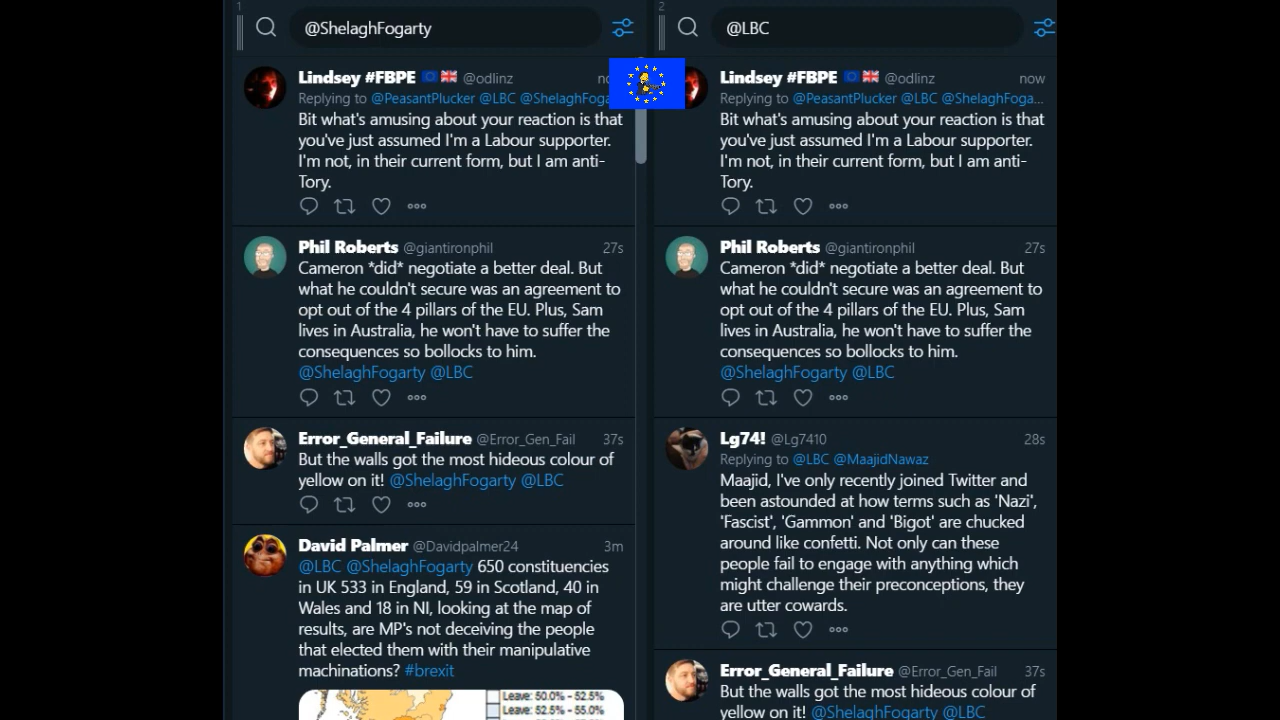 1
@ShelaghFogarty
Lindsey #FBPE @odlinz
Replying to @PeasantPlucker @LBC @ShelaghFoga
Bit what's amusing about your reaction is that
you've just assumed I'm a Labour supporter.
I'm not, in their current form, but I am anti-
Tory.
Phil Roberts @giantironphil 27s
Cameron *did* negotiate a better deal. But
what he couldn't secure was an agreement to
opt out of the 4 pillars of the EU. Plus, Sam
lives in Australia, he won't have to suffer the
consequences so bollocks to him.
@ShelaghFogarty @LBC
Error_General_Failure @Error_Gen_Fail 37s
But the walls got the most hideous colour of
yellow on it! @ShelaghFogarty @LBC
David Palmer @Davidpalmer24 3m
@LBC @ShelaghFogarty 650 constituencies
in UK 533 in England, 59 in Scotland, 40 in
Wales and 18 in NI, looking at the map of
results, are MP's not deceiving the people
that elected them with their manipulative
machinations? #brexit
Leave: 50.0% - 52.5%
Leave: 52.5% - 55.0%
2
@LBC
Lindsey #FBPE @odlinz now
Replying to @PeasantPlucker @LBC @ShelaghFoga...
Bit what's amusing about your reaction is that
you've just assumed I'm a Labour supporter.
I'm not, in their current form, but I am anti-
Tory.
Phil Roberts @giantironphil 27s
Cameron *did* negotiate a better deal. But
what he couldn't secure was an agreement to
opt out of the 4 pillars of the EU. Plus, Sam
lives in Australia, he won't have to suffer the
consequences so bollocks to him.
@ShelaghFogarty @LBC
Lg74! @Lg7410 28s
Replying to @LBC @MaajidNawaz
Maajid, I've only recently joined Twitter and
been astounded at how terms such as 'Nazi',
'Fascist', 'Gammon' and 'Bigot' are chucked
around like confetti. Not only can these
people fail to engage with anything which
might challenge their preconceptions, they
are utter cowards.
Error_General_Failure @Error_Gen_Fail 37s
But the walls got the most hideous colour of
yellow on it! @ShelaghFogarty @LBC